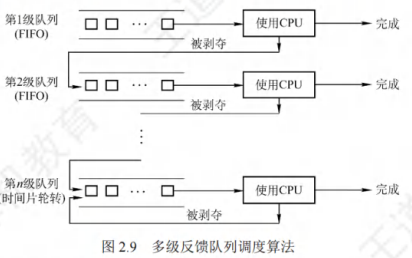 第1级队列
(FIFO)
使用CPU
完成
被剥夺
第2级队列
(FIFO)
使用CPU
完成
被剥夺
第n级队列
(时间片轮转)
使用CPU
完成
被剥夺
图 2.9 多级反馈队列调度算法